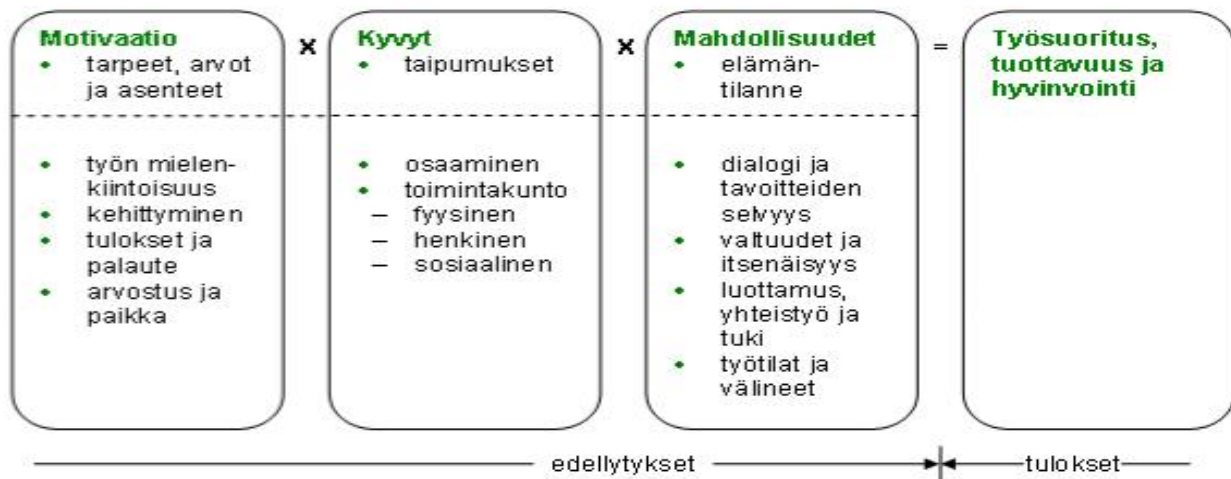 Motivaatio
• tarpeet, arvot
ja asenteet
• työn mielen-
kiintoisuus
• kehittyminen
• tulokset ja
palaute
• arvostus ja
paikka
x
Kyvyt
• taipumukset
• osaaminen
• toimintakunto
– fyysinen
– henkinen
– sosiaalinen
x
Mahdollisuudet
• elämän-
tilanne
• dialogi ja
tavoitteiden
selvyys
• valtuudet ja
itsenäisyys
• luottamus,
yhteistyö ja
tuki
• työtilat ja
välineet
=
Työsuoritus,
tuottavuus ja
hyvinvointi
edellytykset
tulokset